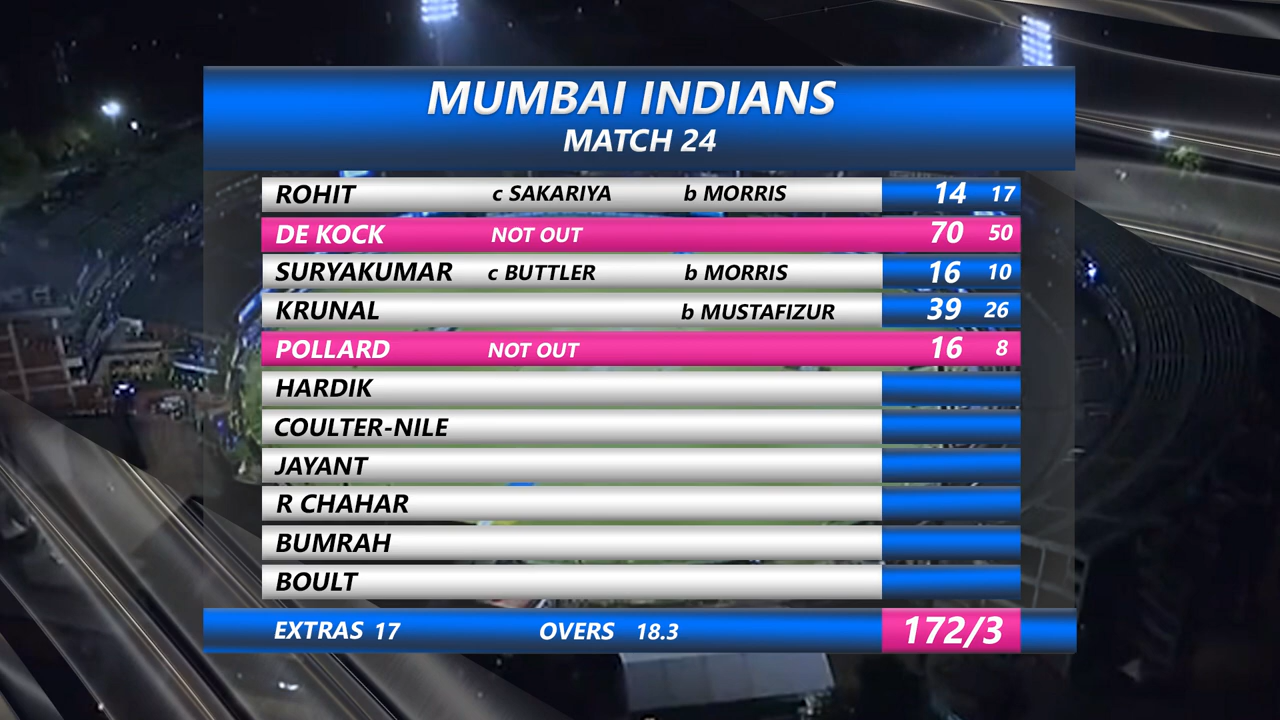 MUMBAI INDIANS
MATCH 24
ROHIT c SAKARIYA b MORRIS 14 17
DE KOCK NOT OUT 70 50
SURYAKUMAR c BUTTLER b MORRIS 16 10
KRUNAL b MUSTAFIZUR 39 26
POLLARD NOT OUT 16 8
HARDIK
COULTER-NILE
JAYANT
R CHAHAR
BUMRAH
BOULT
EXTRAS 17 OVERS 18.3 172/3